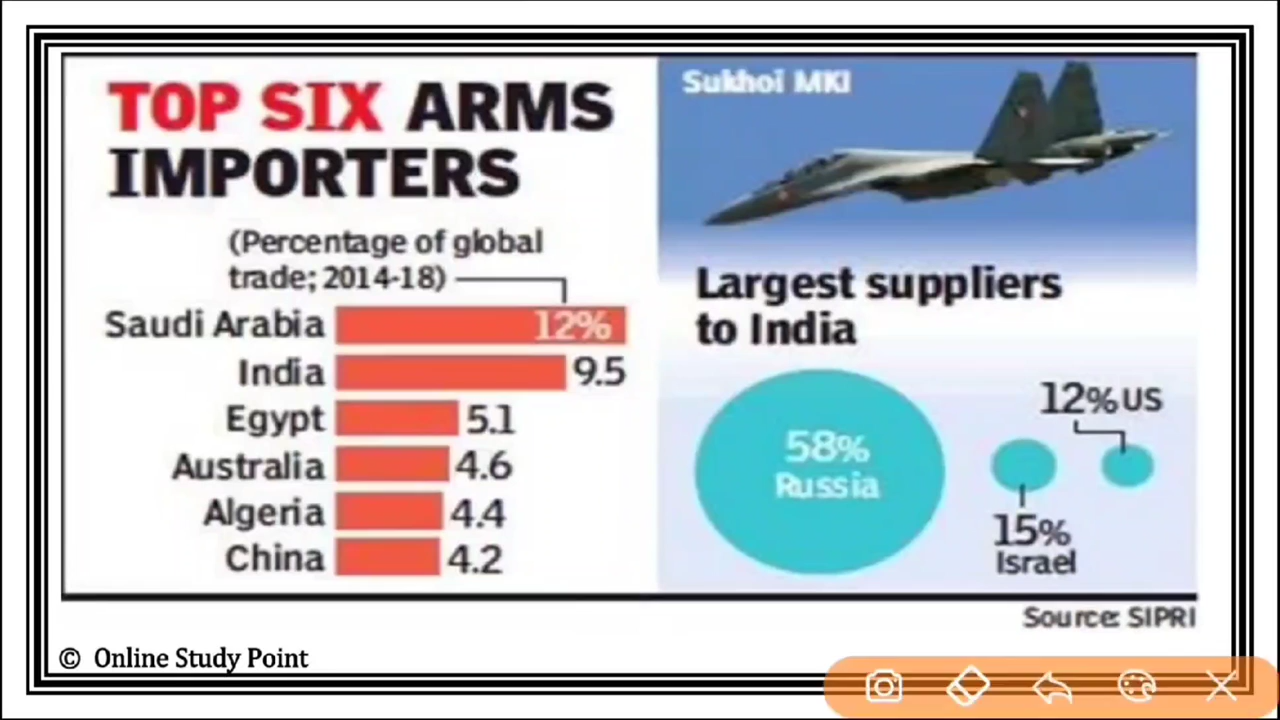 TOP SIX ARMS
IMPORTERS
(Percentage of global
trade; 2014-18)
Saudi Arabia 12%
India 9.5
Egypt 5.1
Australia 4.6
Algeria 4.4
China 4.2
Sukhoi MKI
Largest suppliers
to India
58%
Russia
12% US
15%
Israel
Source: SIPRI
© Online Study Point